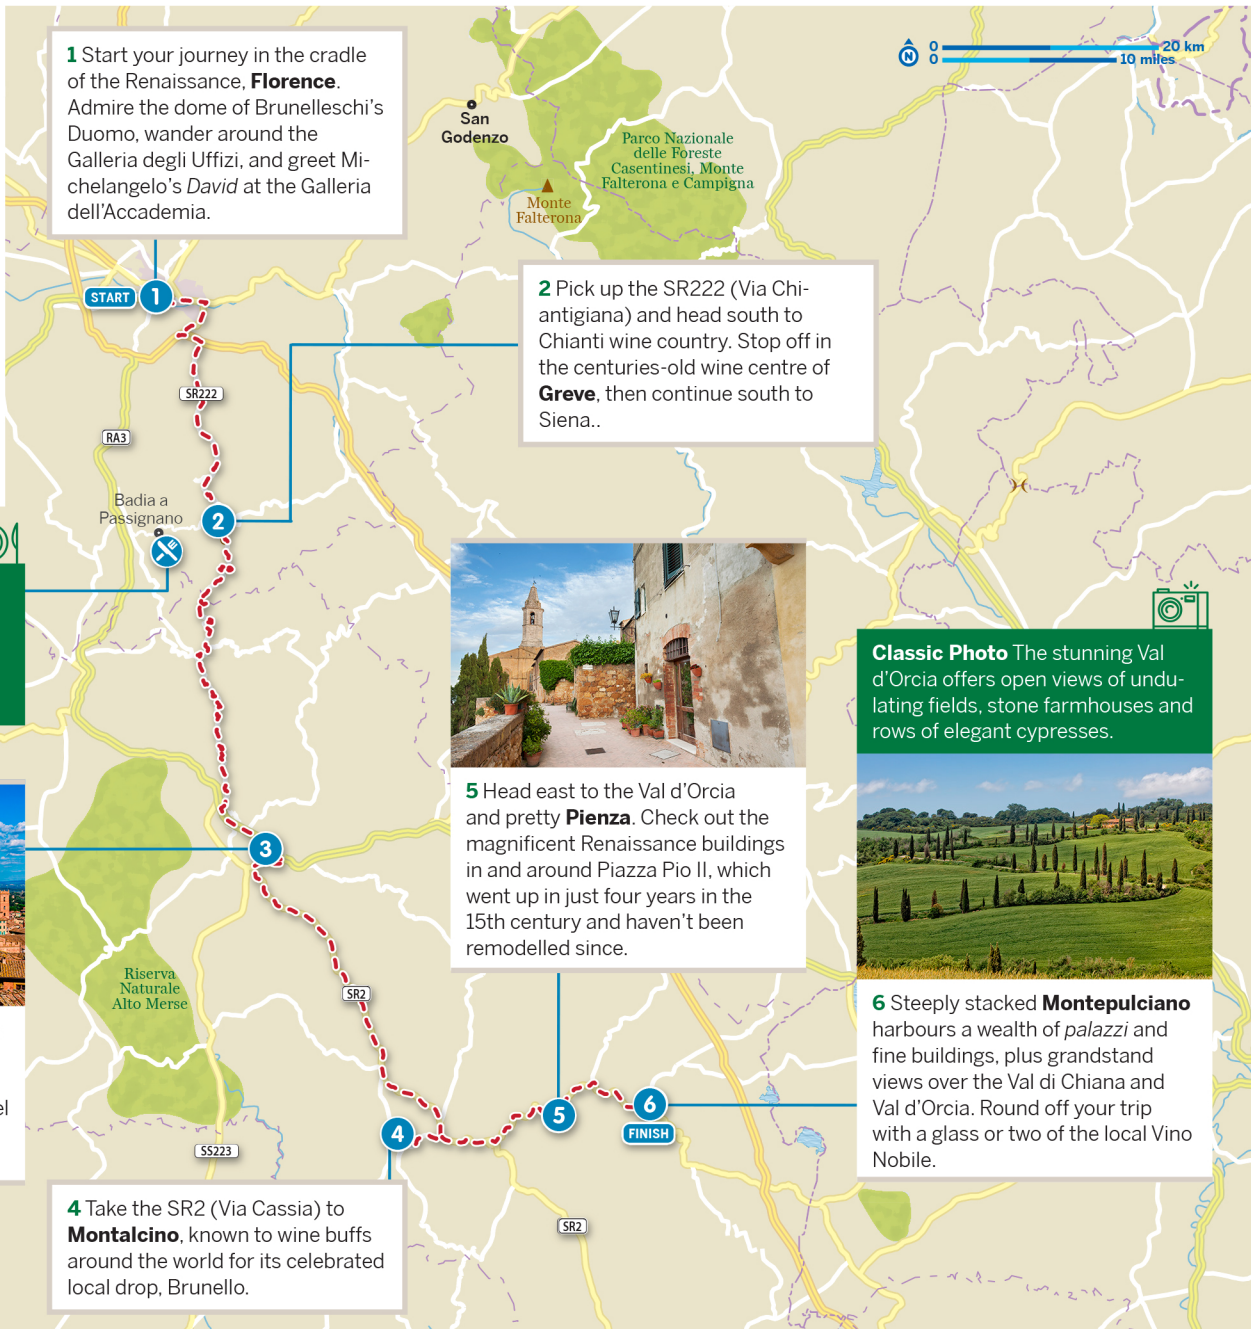 1 Start your journey in the cradle
of the Renaissance, Florence.
Admire the dome of Brunelleschi's
Duomo, wander around the
Galleria degli Uffizi, and greet Mi-
chelangelo's David at the Galleria
dell'Accademia.
San
Godenzo
Parco Nazionale
delle Foreste
Casentinesi, Monte
Falterona e Campigna
Monte
Falterona
N
0 20 km
0 10 miles
START 1
2 Pick up the SR222 (Via Chi-
antigiana) and head south to
Chianti wine country. Stop off in
the centuries-old wine centre of
Greve, then continue south to
Siena..
SR222
RA3
Badia a
Passignano
2
Classic Photo The stunning Val
d'Orcia offers open views of undu-
lating fields, stone farmhouses and
rows of elegant cypresses.
5 Head east to the Val d'Orcia
and pretty Pienza. Check out the
magnificent Renaissance buildings
in and around Piazza Pio II, which
went up in just four years in the
15th century and haven't been
remodelled since.
3
Riserva
Naturale
Alto Merse
SR2
6 Steeply stacked Montepulciano
harbours a wealth of palazzi and
fine buildings, plus grandstand
views over the Val di Chiana and
Val d'Orcia. Round off your trip
with a glass or two of the local Vino
Nobile.
el
4
5
6
FINISH
SS223
SR2
4 Take the SR2 (Via Cassia) to
Montalcino, known to wine buffs
around the world for its celebrated
local drop, Brunello.